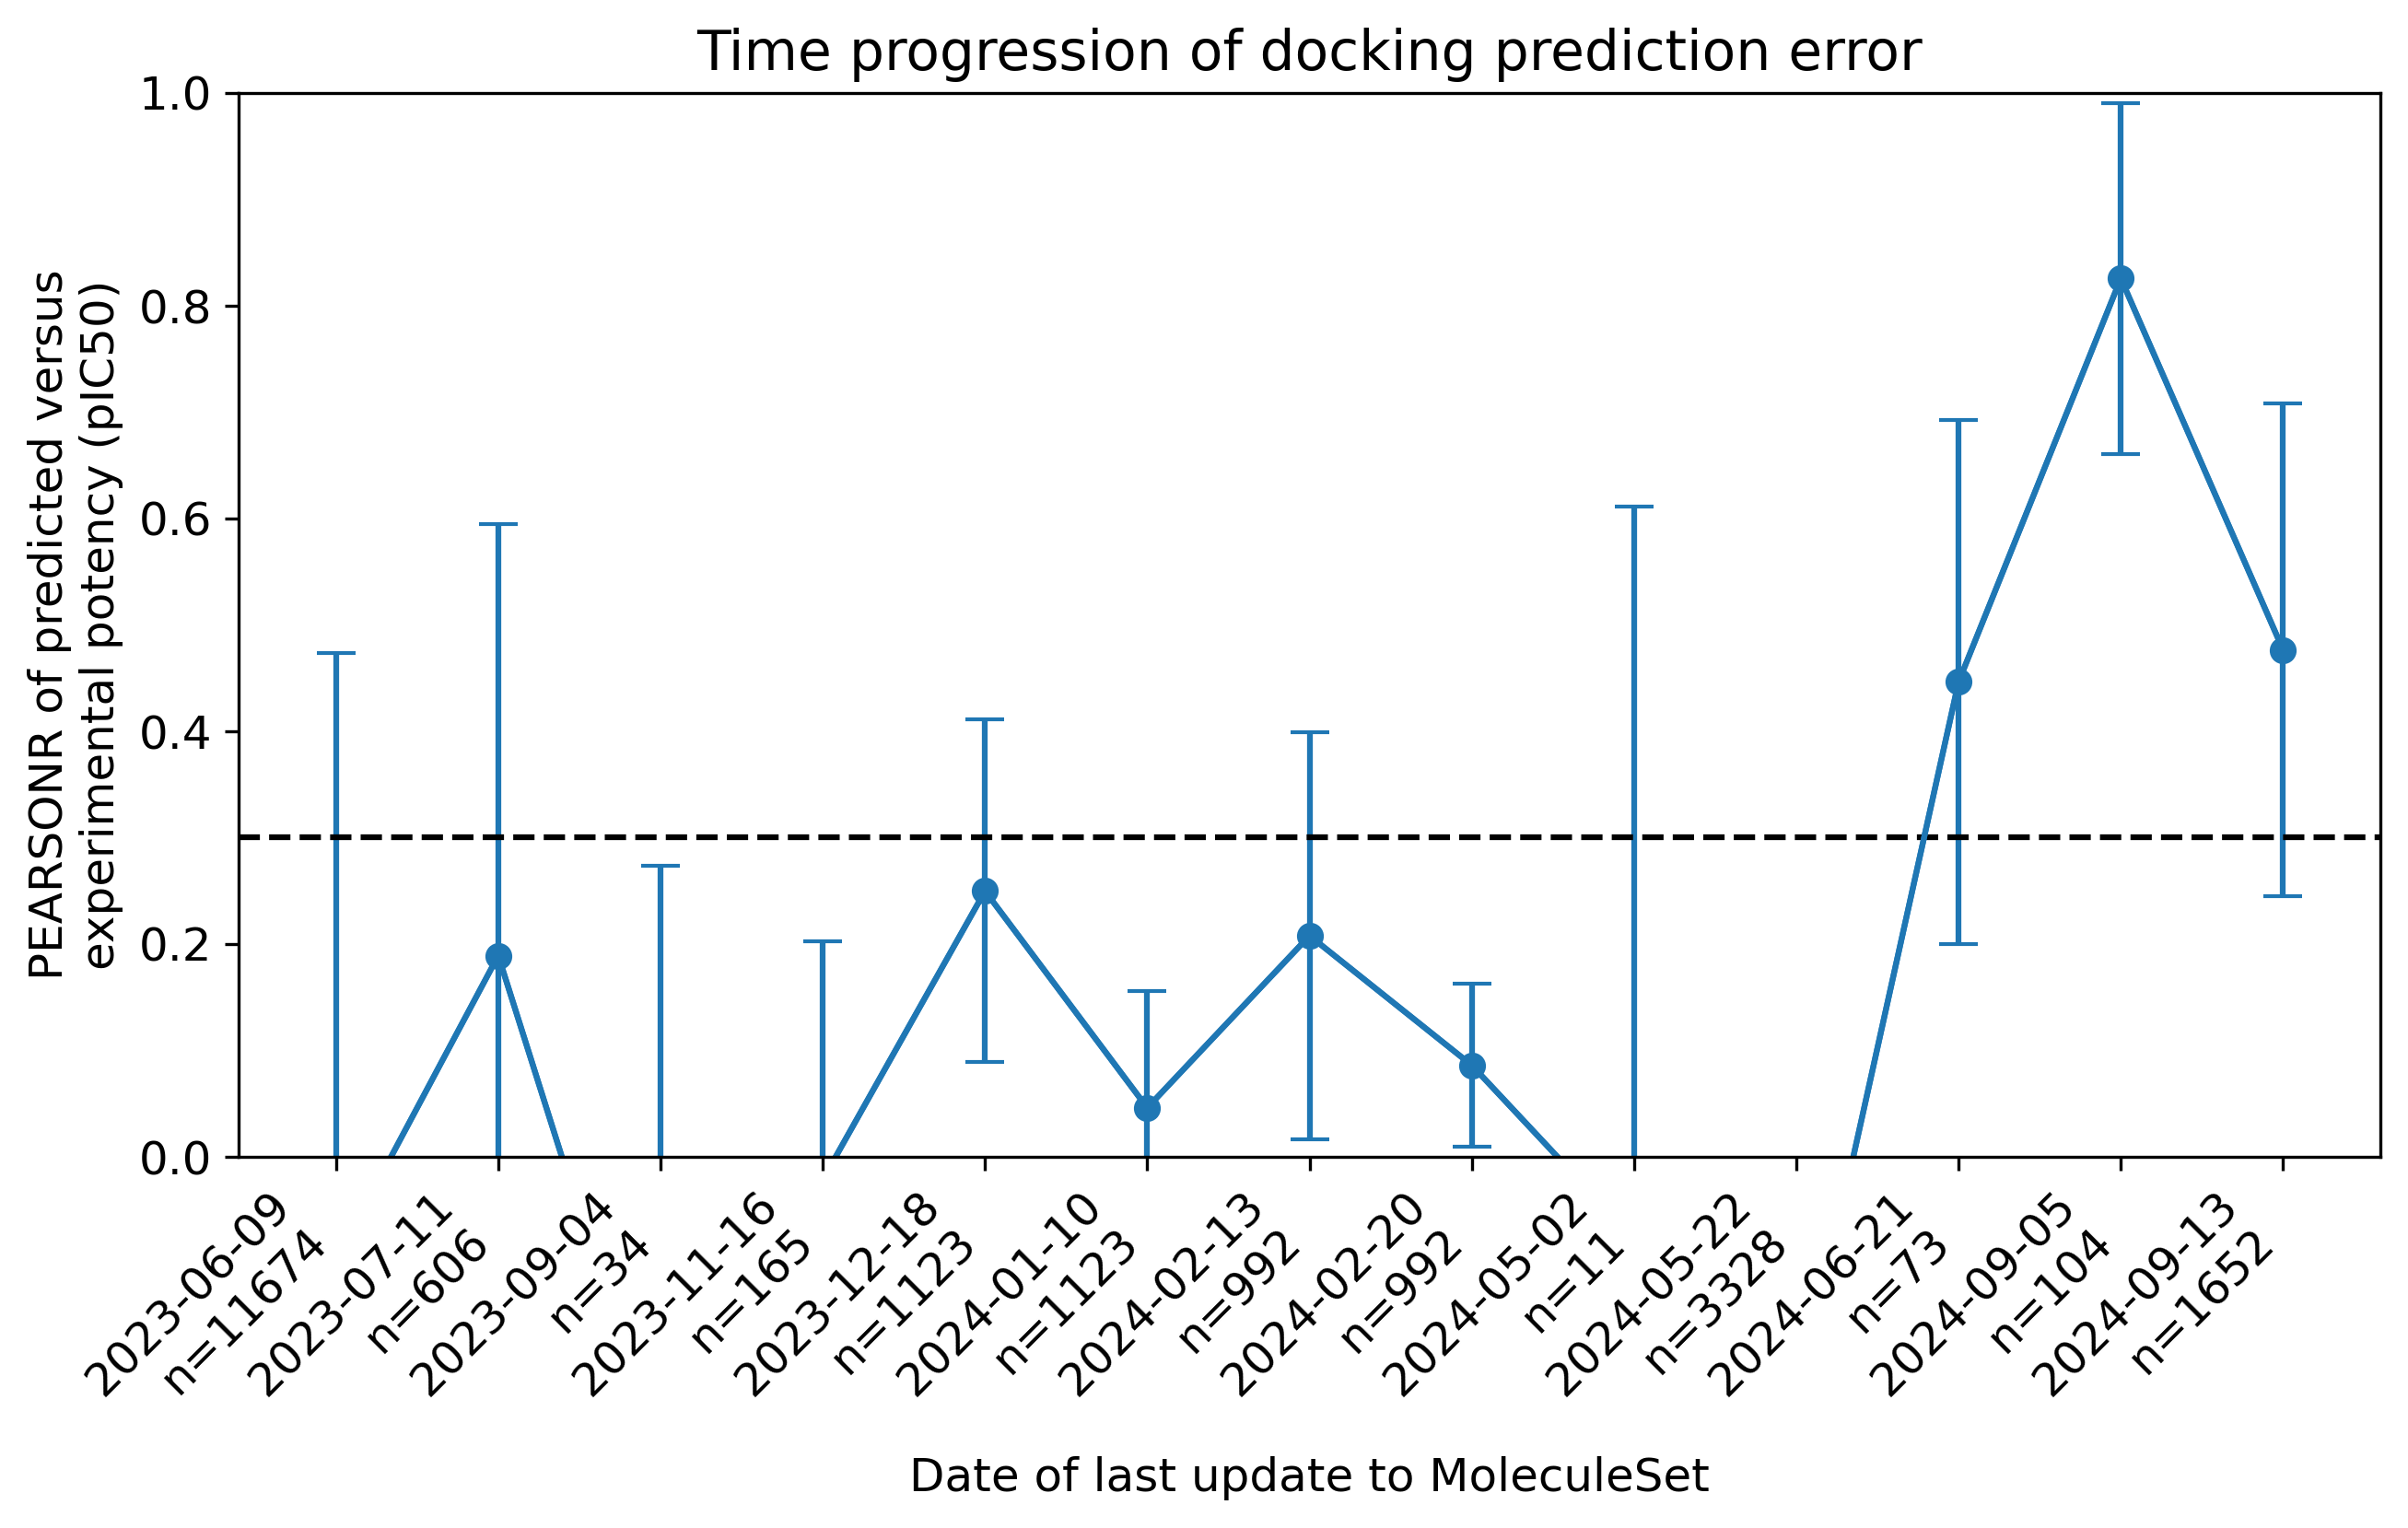 Time progression of docking prediction error
PEARSONR of predicted versus
experimental potency (pIC50)
1.0
0.8
0.6
0.4
0.2
0.0
2023-06-09
n=11674
2023-07-11
n=606
2023-09-04
n=34
2023-11-16
n=165
2023-12-18
n=1123
2024-01-10
n=1123
2024-02-13
n=992
2024-02-20
n=992
2024-05-02
n=11
2024-05-22
n=3328
2024-06-21
n=73
2024-09-05
n=104
2024-09-13
n=1652
Date of last update to MoleculeSet